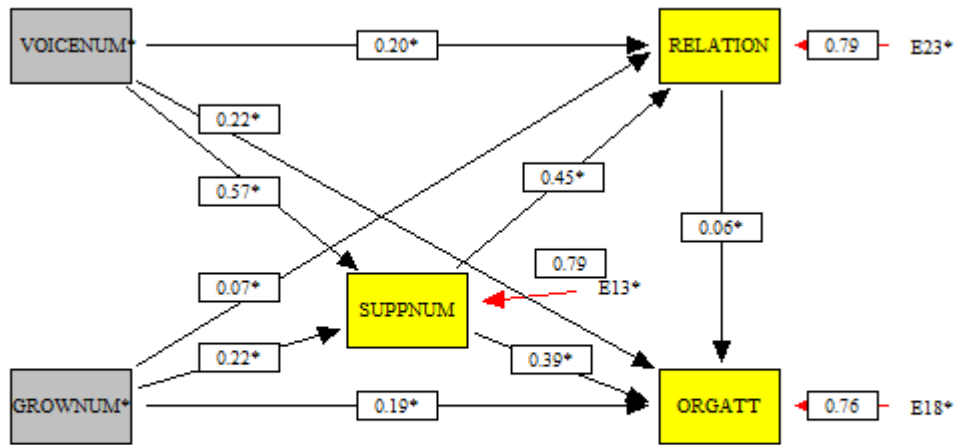 VOICENUM*
0.20*
RELATION
0.79
E23*
0.22*
0.57*
0.45*
0.06*
0.79
E13*
0.07*
SUPPNUM
0.22*
0.39*
GROWNUM*
0.19*
ORGATT
0.76
E18*